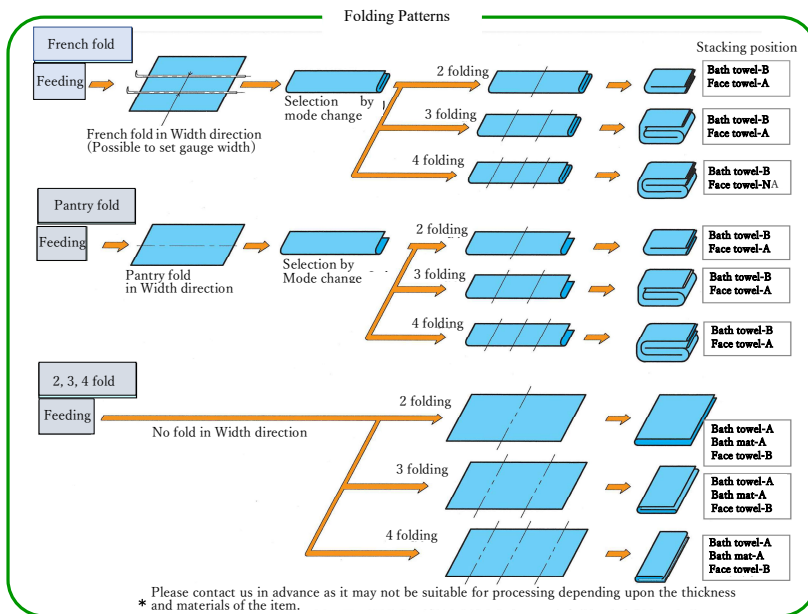 Folding Patterns
French fold
Feeding
French fold in Width direction
(Possible to set gauge width)
Selection by
mode change
2 folding
3 folding
4 folding
Stacking position
Bath towel-B
Face towel-A
Bath towel-B
Face towel-A
Bath towel-B
Face towel-NA
Pantry fold
Feeding
Pantry fold
in Width direction
Selection by
Mode change
2 folding
3 folding
4 folding
Bath towel-B
Face towel-A
Bath towel-B
Face towel-A
Bath towel-B
Face towel-A
2, 3, 4 fold
Feeding
No fold in Width direction
2 folding
3 folding
4 folding
Bath towel-A
Bath mat-A
Face towel-B
Bath towel-A
Bath mat-A
Face towel-B
Bath towel-A
Bath mat-A
Face towel-B
Please contact us in advance as it may not be suitable for processing depending upon the thickness
* and materials of the item.